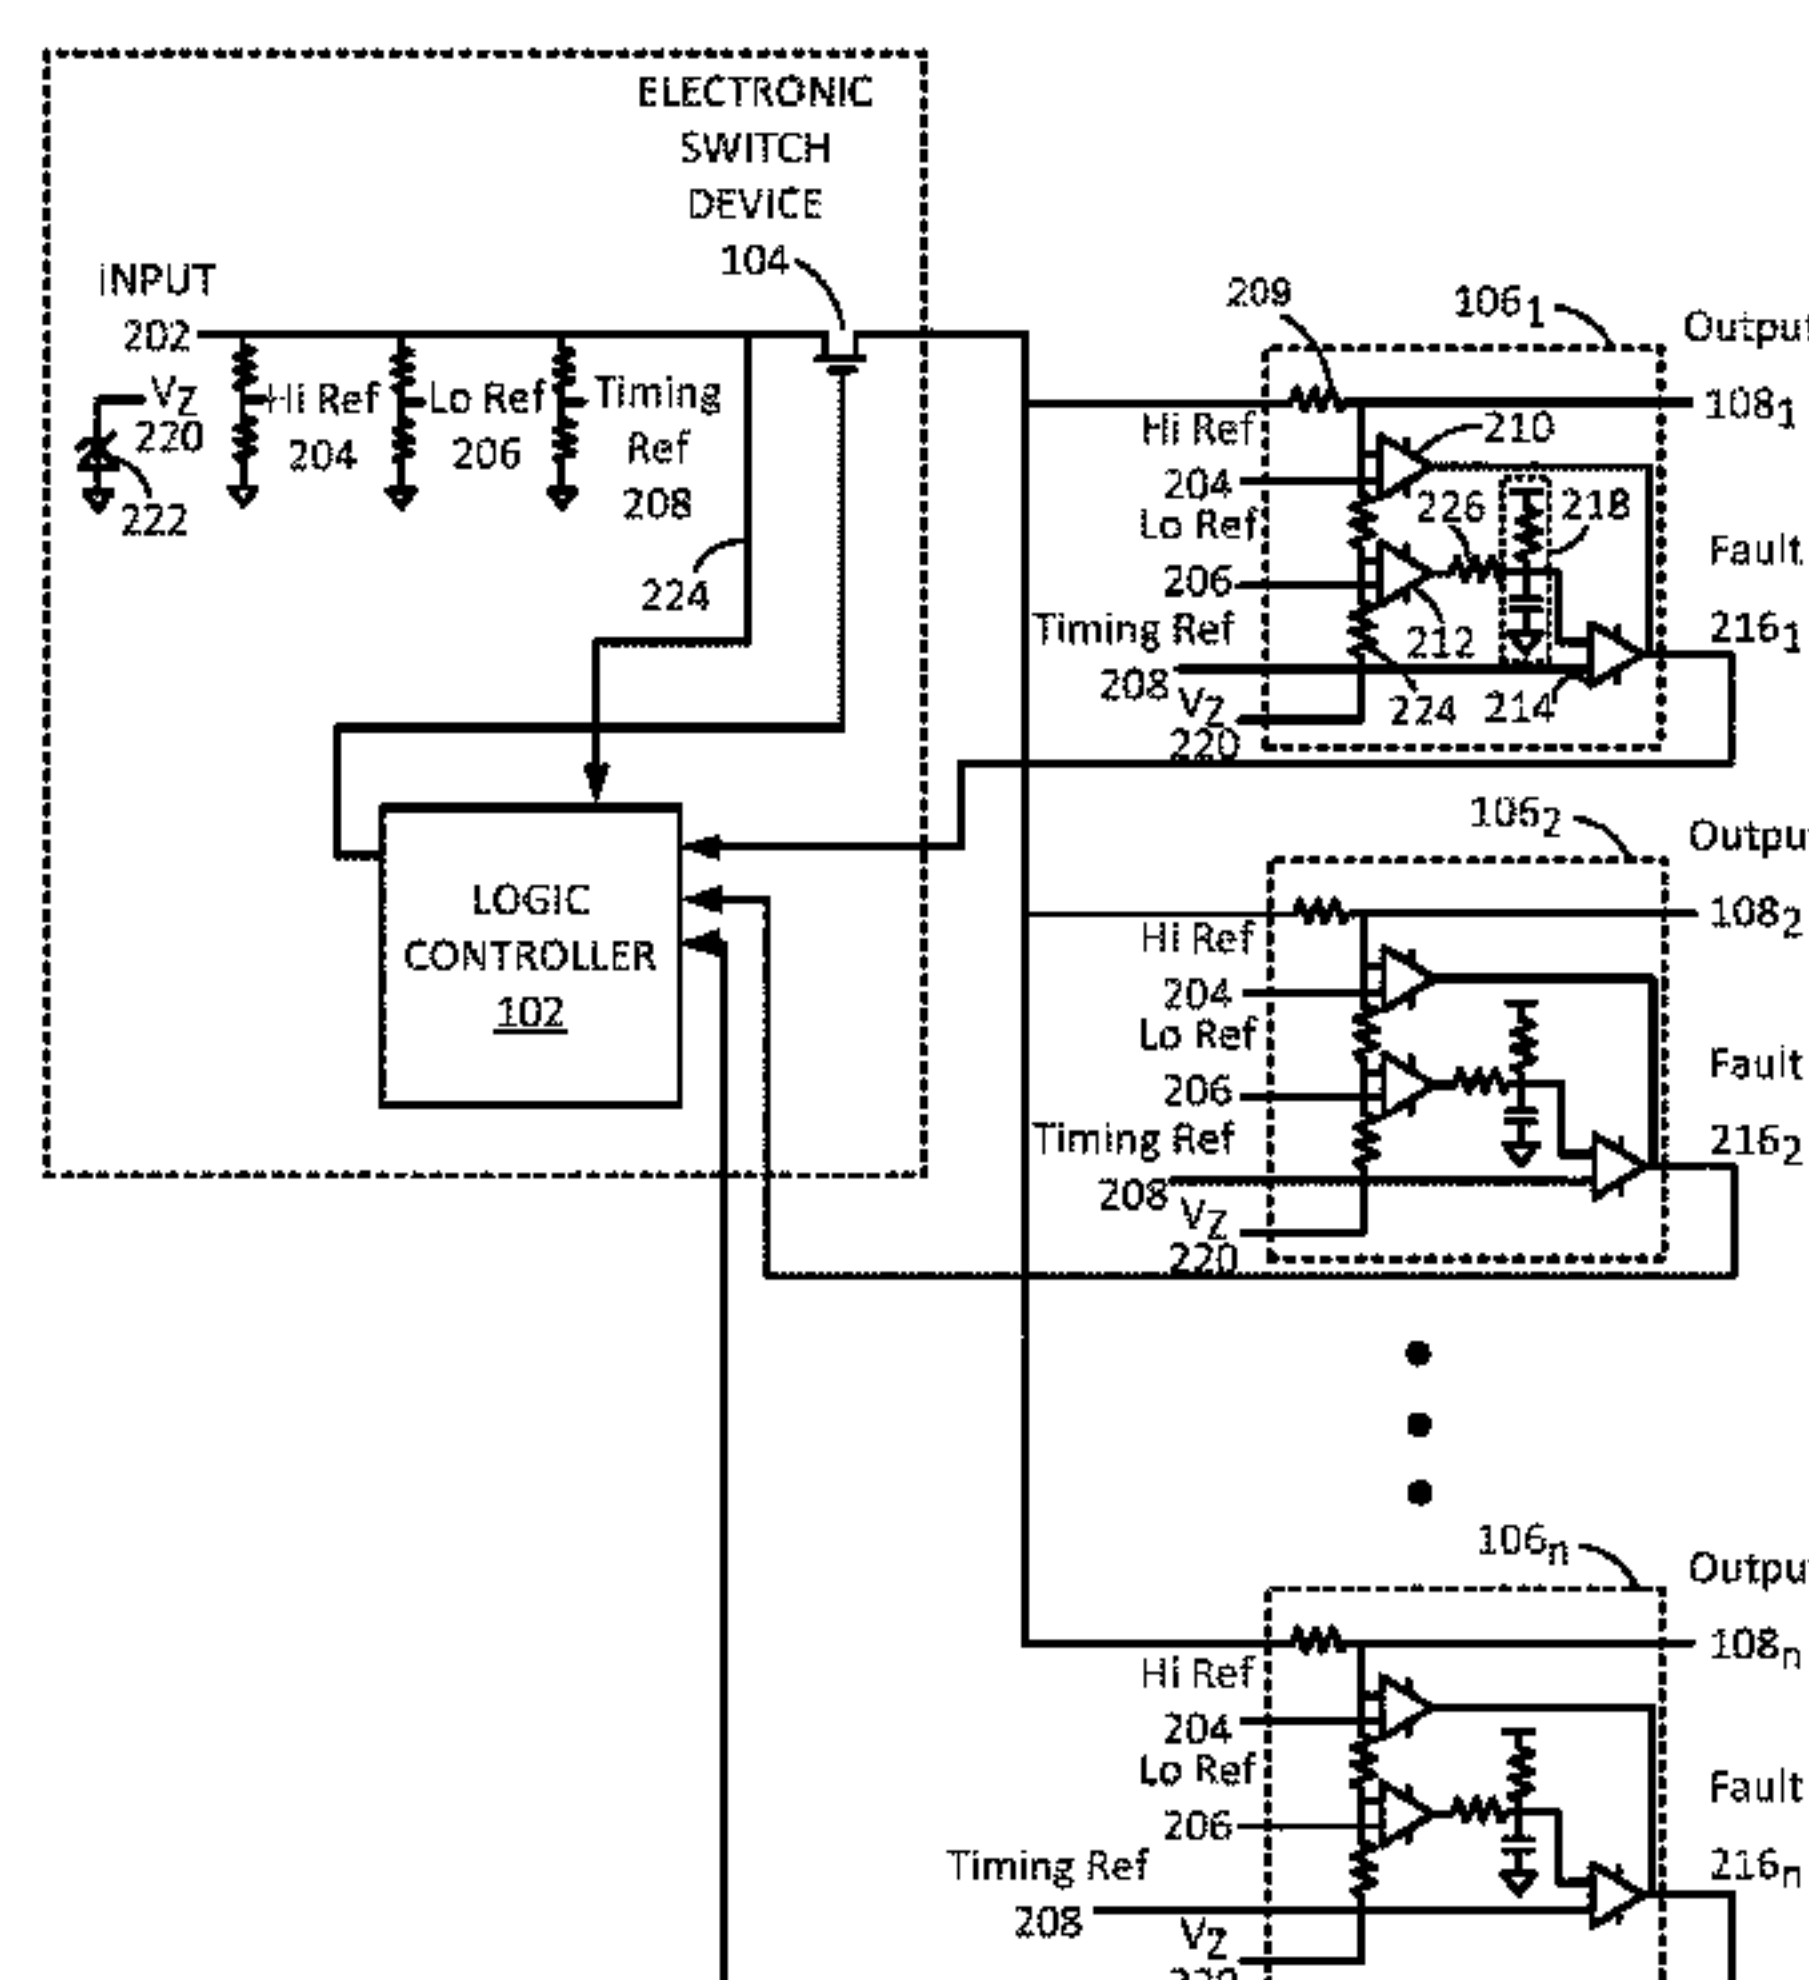 ELECTRONIC
SWITCH
DEVICE
104
INPUT
202
VZ
220
222
Hi Ref
204
Lo Ref
206
Timing
Ref
208
224
LOGIC
CONTROLLER
102
209
1061
Output
1081
Hi Ref
204
210
Lo Ref
226
218
206
212
Fault
2161
Timing Ref
208
VZ
220
224
214
1062
Outpu
1082
Hi Ref
204
Lo Ref
206
Timing Ref
208
VZ
220
Fault
2162
106n
Outpu
108n
Hi Ref
204
Lo Ref
206
Timing Ref
208
VZ
Fault
216n